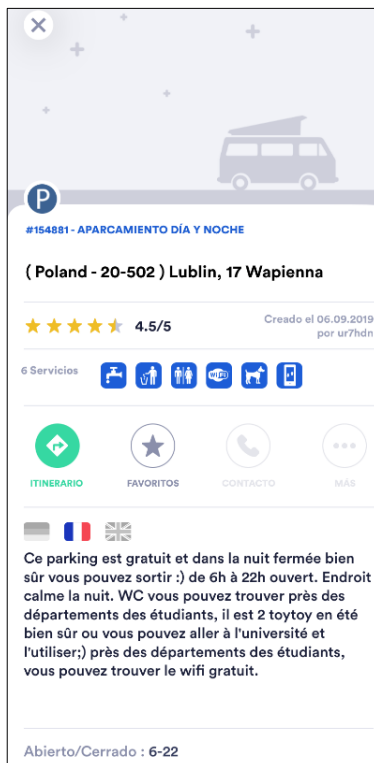 P
#154881 - APARCAMIENTO DÍA Y NOCHE
( Poland - 20-502 ) Lublin, 17 Wapienna
4.5/5
Creado el 06.09.2019
por ur7hdn
6 Servicios
WiFi
ITINERARIO
FAVORITOS
CONTACTO
MÁS
Ce parking est gratuit et dans la nuit fermée bien
sûr vous pouvez sortir :) de 6h à 22h ouvert. Endroit
calme la nuit. WC vous pouvez trouver près des
départements des étudiants, il est 2 toytoy en été
bien sûr ou vous pouvez aller à l'université et
l'utiliser;) près des départements des étudiants,
vous pouvez trouver le wifi gratuit.
Abierto/Cerrado : 6-22